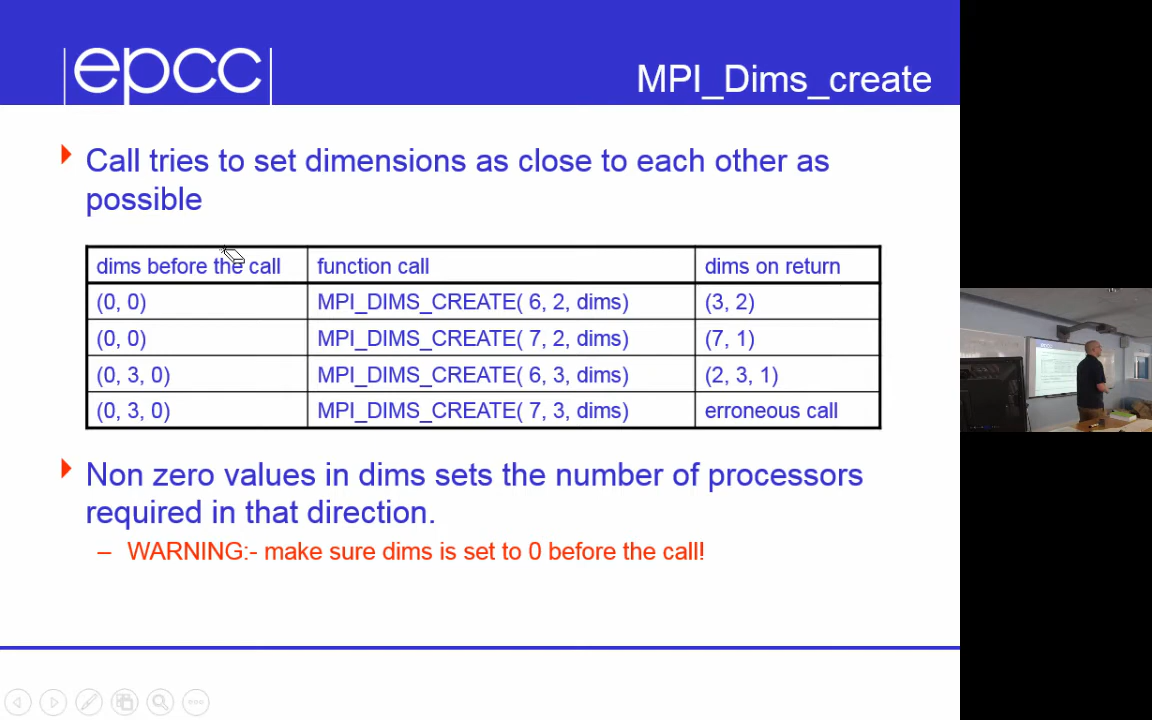 epcc
MPI_Dims_create
Call tries to set dimensions as close to each other as
possible
dims before the call function call dims on return
(0, 0) MPI_DIMS_CREATE( 6, 2, dims) (3, 2)
(0, 0) MPI_DIMS_CREATE( 7, 2, dims) (7, 1)
(0, 3, 0) MPI_DIMS_CREATE( 6, 3, dims) (2, 3, 1)
(0, 3, 0) MPI_DIMS_CREATE( 7, 3, dims) erroneous call
Non zero values in dims sets the number of processors
required in that direction.
– WARNING:- make sure dims is set to 0 before the call!